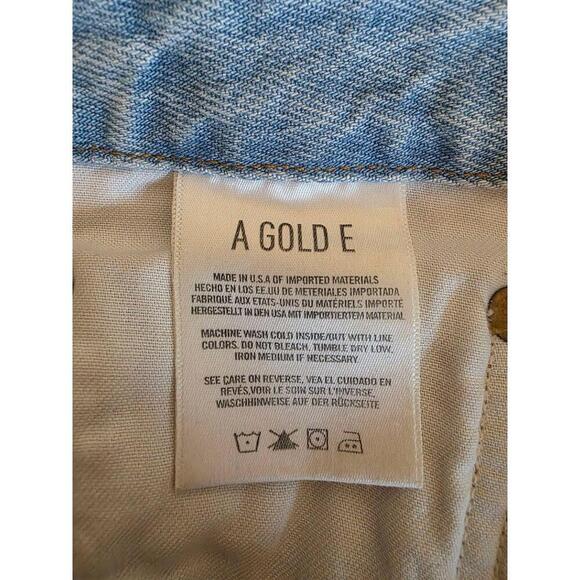 A GOLD E
MADE IN U.S.A OF IMPORTED MATERIALS
HECHO EN LOS EE.UU DE METERIALES IMPORTADA
FABRIQUÉ AUX ETATS-UNIS DU MATÉRIELS IMPORTÉ
HERGESTELLT IN DEN USA MIT IMPORTIERTEM MATERIAL
MACHINE WASH COLD INSIDE/OUT WITH LIKE
COLORS. DO NOT BLEACH. TUMBLE DRY LOW,
IRON MEDIUM IF NECESSARY.
SEE CARE ON REVERSE, VEA EL CUIDADO EN
REVÉS,VOIR LE SOIN SUR L'INVERSE,
WASCHHINWEISE AUF DER RÜCKSEITE